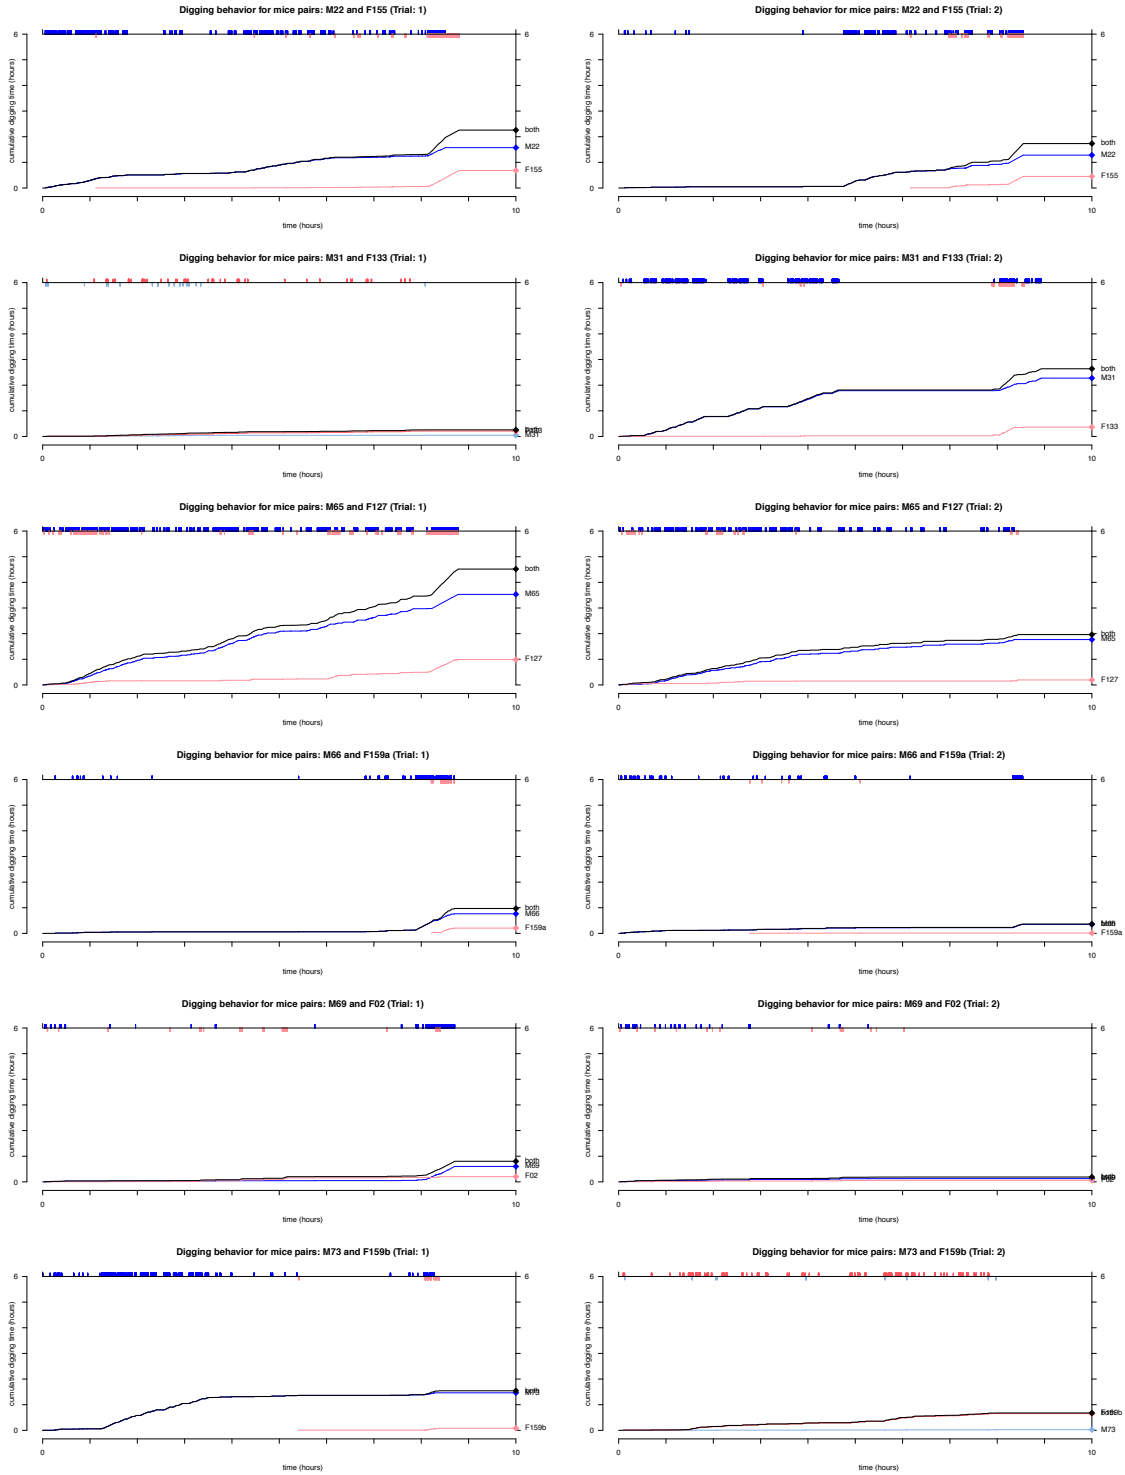 Digging behavior for mice pairs: M22 and F155 (Trial: 1)
6
6
cumulative digging time (hours)
both
M22
F155
0
0
10
time (hours)
Digging behavior for mice pairs: M22 and F155 (Trial: 2)
6
6
cumulative digging time (hours)
both
M22
F155
0
0
10
time (hours)
Digging behavior for mice pairs: M31 and F133 (Trial: 1)
6
6
cumulative digging time (hours)
M31
0
0
10
time (hours)
Digging behavior for mice pairs: M31 and F133 (Trial: 2)
6
6
cumulative digging time (hours)
both
M31
F133
0
0
10
time (hours)
Digging behavior for mice pairs: M65 and F127 (Trial: 1)
6
6
cumulative digging time (hours)
both
M65
F127
0
0
10
time (hours)
Digging behavior for mice pairs: M65 and F127 (Trial: 2)
6
6
cumulative digging time (hours)
both
M65
F127
0
0
10
time (hours)
Digging behavior for mice pairs: M66 and F159a (Trial: 1)
6
6
cumulative digging time (hours)
both
M66
F159a
0
0
10
time (hours)
Digging behavior for mice pairs: M66 and F159a (Trial: 2)
6
6
cumulative digging time (hours)
F159a
0
0
10
time (hours)
Digging behavior for mice pairs: M69 and F02 (Trial: 1)
6
6
cumulative digging time (hours)
both
M69
F02
0
0
10
time (hours)
Digging behavior for mice pairs: M69 and F02 (Trial: 2)
6
6
cumulative digging time (hours)
F02
0
0
10
time (hours)
Digging behavior for mice pairs: M73 and F159b (Trial: 1)
6
6
cumulative digging time (hours)
both
M73
F159b
0
0
10
time (hours)
Digging behavior for mice pairs: M73 and F159b (Trial: 2)
6
6
cumulative digging time (hours)
M73
0
0
10
time (hours)